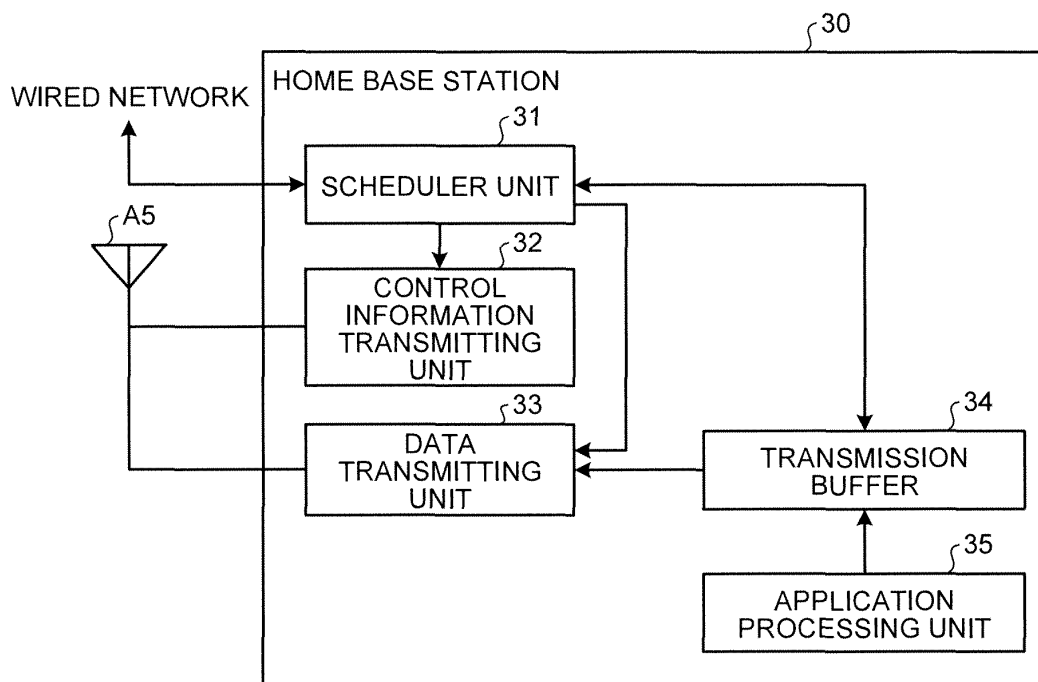 30
HOME BASE STATION
WIRED NETWORK
31
SCHEDULER UNIT
A5
32
CONTROL
INFORMATION
TRANSMITTING
UNIT
33
DATA
TRANSMITTING
UNIT
34
TRANSMISSION
BUFFER
35
APPLICATION
PROCESSING UNIT